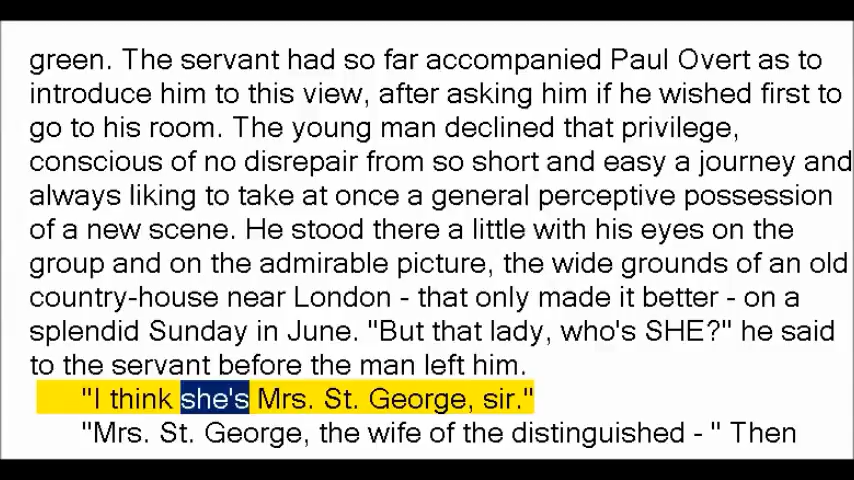 green. The servant had so far accompanied Paul Overt as to
introduce him to this view, after asking him if he wished first to
go to his room. The young man declined that privilege,
conscious of no disrepair from so short and easy a journey and
always liking to take at once a general perceptive possession
of a new scene. He stood there a little with his eyes on the
group and on the admirable picture, the wide grounds of an old
country-house near London - that only made it better - on a
splendid Sunday in June. "But that lady, who's SHE?" he said
to the servant before the man left him.
"I think she's Mrs. St. George, sir."
"Mrs. St. George, the wife of the distinguished - " Then